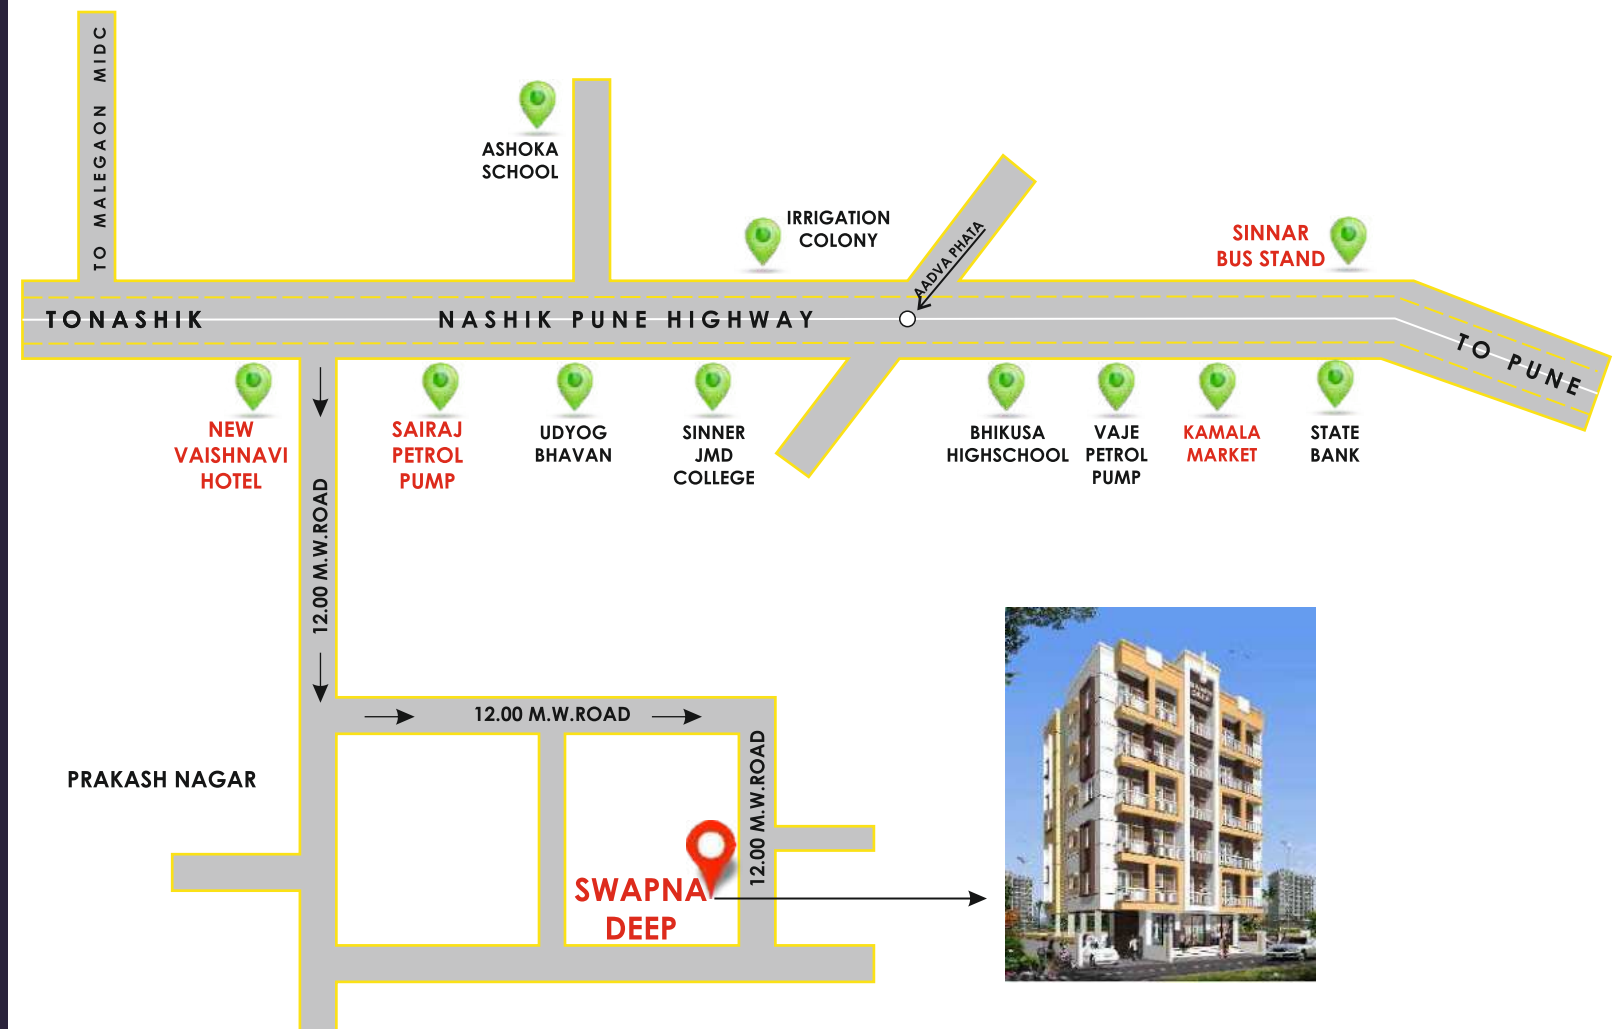 TO MALEGAON MIDC
ASHOKA
SCHOOL
IRRIGATION
COLONY
AADVA PHATA
SINNAR
BUS STAND
TONASHIK
NASHIK PUNE HIGHWAY
TO PUNE
NEW
VAISHNAVI
HOTEL
SAIRAJ
PETROL
PUMP
UDYOG
BHAVAN
SINNER
JMD
COLLEGE
BHIKUSA
HIGHSCHOOL
VAJE
PETROL
PUMP
KAMALA
MARKET
STATE
BANK
12.00 M.W.ROAD
12.00 M.W.ROAD
12.00 M.W.ROAD
PRAKASH NAGAR
SWAPNA
DEEP